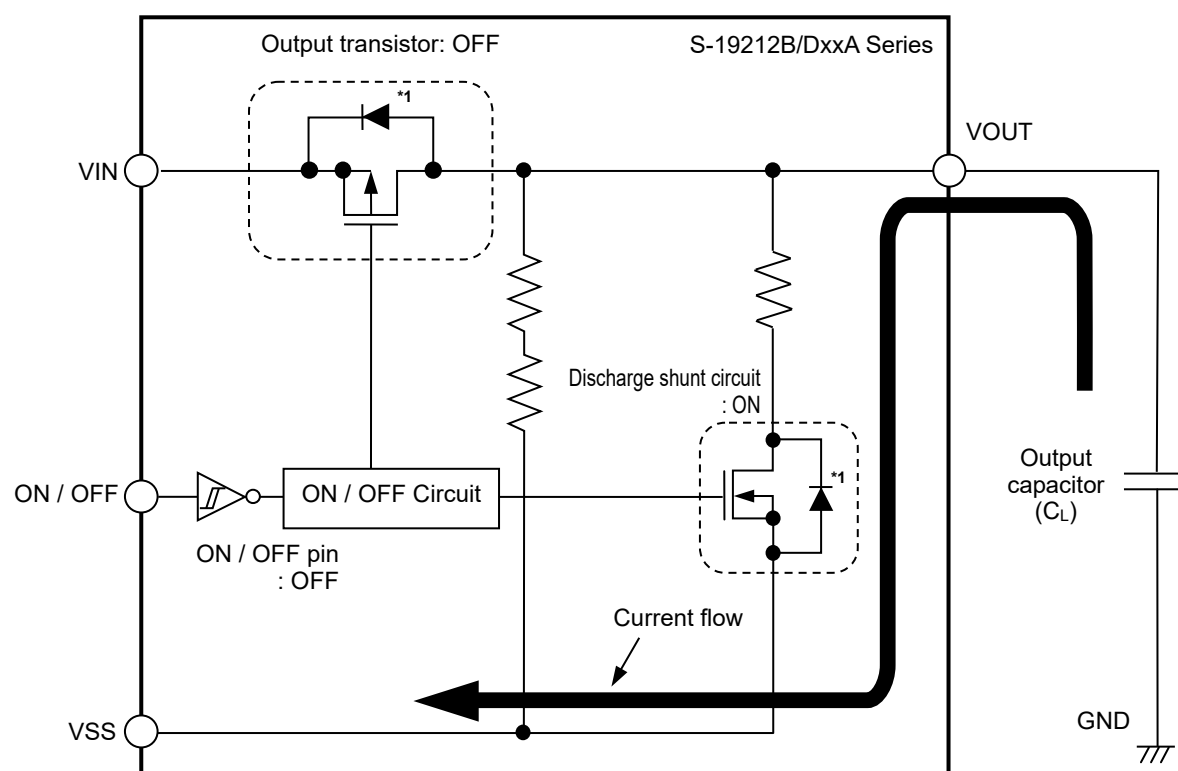 Output transistor: OFF
S-19212B/DxxA Series
*1
VOUT
VIN
Discharge shunt circuit
: ON
*1
ON / OFF
ON / OFF Circuit
ON / OFF pin
: OFF
Output
capacitor
(CL)
Current flow
VSS
GND